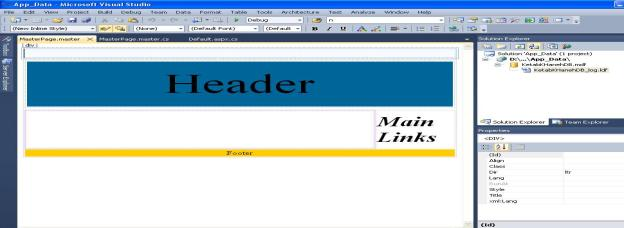 App_Data - Microsoft Visual Studio
File Edit View Project Build Debug Team Data Format Table Tools Architecture Test Analyze Window Help
Debug n
(New Inline Style) (None) (Default Font) (Default B I U A
MasterPage.master × MasterPage.master.cs Default.aspx.cs
div
Toolbox
Server Explorer
Header
Main
Links
Footer
Solution Explorer
Solution 'App_Data' (1 project)
D:\...\App_Data\
KetabKhanehDB.mdf
KetabKhanehDB_log.ldf
Solution Explorer Team Explorer
Properties
<DIV>
(Id)
Align
Class
Dir ltr
Lang
RunAt
Style
Title
xml:Lang
(Id)